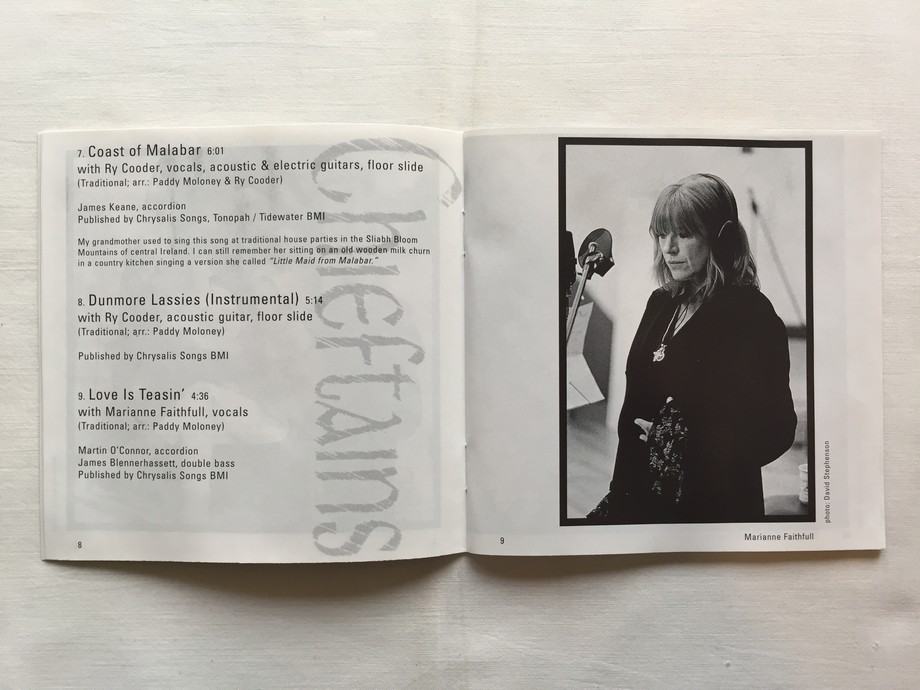 7. Coast of Malabar 6:01
with Ry Cooder, vocals, acoustic & electric guitars, floor slide
(Traditional; arr.: Paddy Moloney & Ry Cooder)
James Keane, accordion
Published by Chrysalis Songs, Tonopah / Tidewater BMI
My grandmother used to sing this song at traditional house parties in the Sliabh Bloom
Mountains of central Ireland. I can still remember her sitting on an old wooden milk churn
in a country kitchen singing a version she called "Little Maid from Malabar."
8. Dunmore Lassies (Instrumental) 5:14
with Ry Cooder, acoustic guitar, floor slide
(Traditional; arr.: Paddy Moloney)
Published by Chrysalis Songs BMI
9. Love Is Teasin' 4:36
with Marianne Faithfull, vocals
(Traditional; arr.: Paddy Moloney)
Martin O'Connor, accordion
James Blennerhassett, double bass
Published by Chrysalis Songs BMI
Chieftains
8
photo: David Stephenson
9
Marianne Faithfull